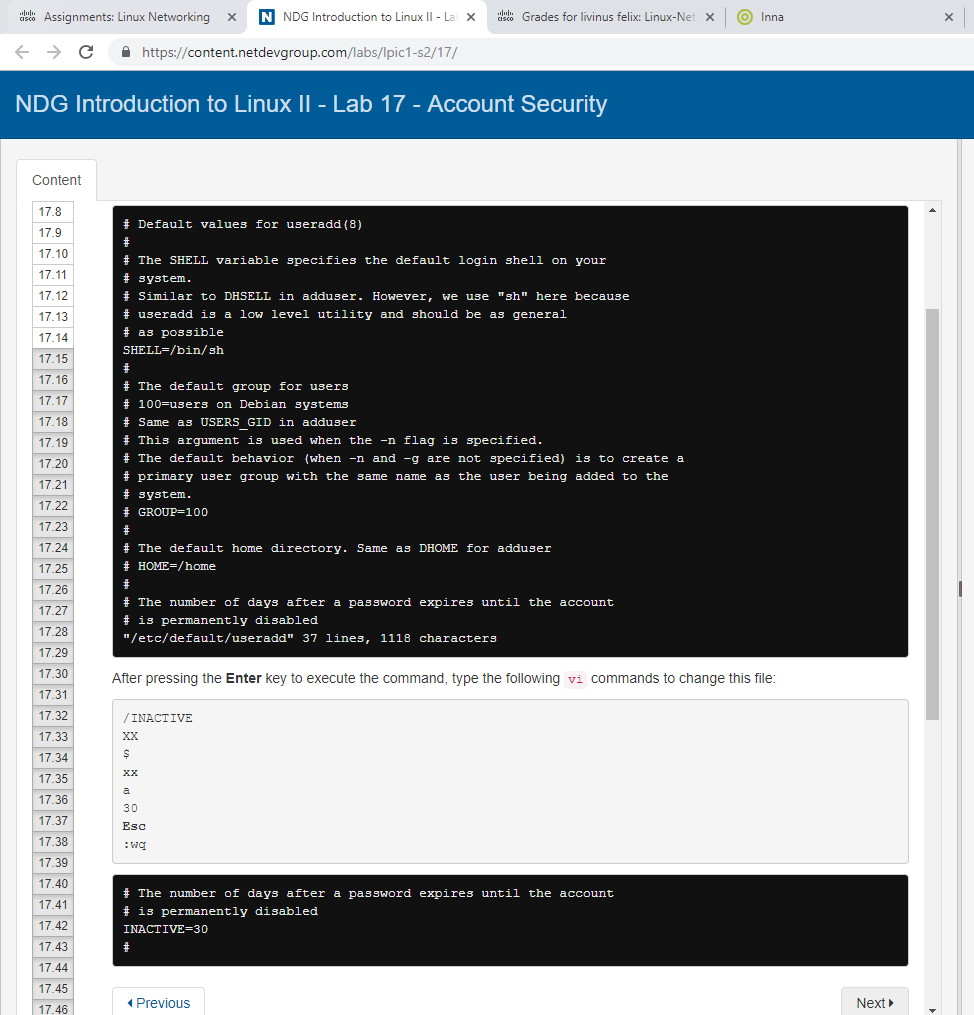 Assignments: Linux Networking
NDG Introduction to Linux II - La
Grades for livinus felix: Linux-Net
Inna
https://content.netdevgroup.com/labs/lpic1-s2/17/
NDG Introduction to Linux II - Lab 17 - Account Security
Content
17.8
17.9
17.10
17.11
17.12
17.13
17.14
17.15
17.16
17.17
17.18
17.19
17.20
17.21
17.22
17.23
17.24
17.25
17.26
17.27
17.28
17.29
17.30
17.31
17.32
17.33
17.34
17.35
17.36
17.37
17.38
17.39
17.40
17.41
17.42
17.43
17.44
17.45
17.46
# Default values for useradd(8)
#
# The SHELL variable specifies the default login shell on your
# system.
# Similar to DHSELL in adduser. However, we use "sh" here because
# useradd is a low level utility and should be as general
# as possible
SHELL=/bin/sh
#
# The default group for users
# 100=users on Debian systems
# Same as USERS_GID in adduser
# This argument is used when the -n flag is specified.
# The default behavior (when -n and -g are not specified) is to create a
# primary user group with the same name as the user being added to the
# system.
# GROUP=100
#
# The default home directory. Same as DHOME for adduser
# HOME=/home
#
# The number of days after a password expires until the account
# is permanently disabled
"/etc/default/useradd" 37 lines, 1118 characters
After pressing the Enter key to execute the command, type the following vi commands to change this file:
/INACTIVE
XX
$
xx
a
30
Esc
:wq
# The number of days after a password expires until the account
# is permanently disabled
INACTIVE=30
#
Previous
Next